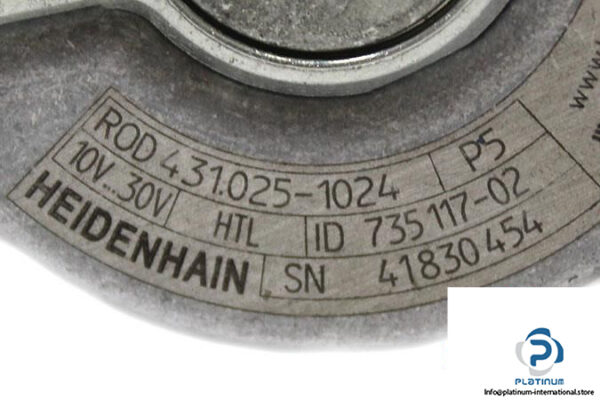 ROD 431.025-1024 P5
10V...30V HTL ID 735117-02
HEIDENHAIN SN 41830454
www.
PLATINUM
Info@platinum-international.store